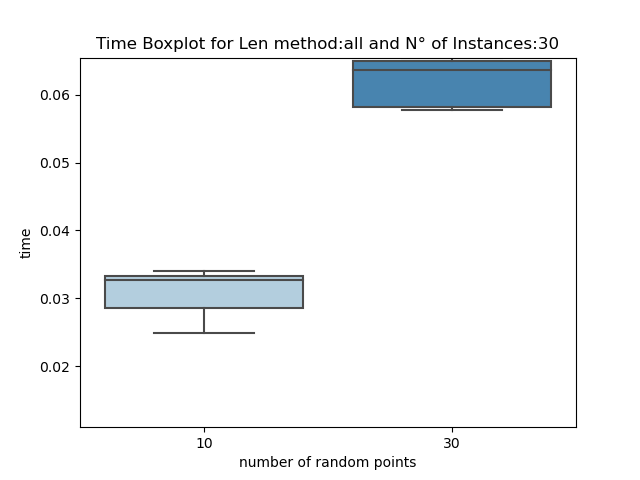 Time Boxplot for Len method:all and N° of Instances:30
0.06
0.05
0.04
0.03
0.02
time
10 30
number of random points